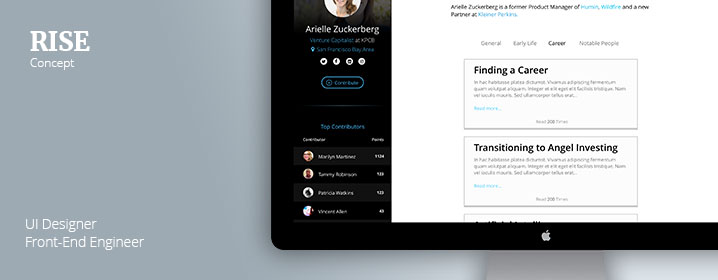 RISE
Concept
UI Designer
Front-End Engineer
Arielle Zuckerberg
Venture Capitalist at KPCB
San Francisco Bay Area
Contribute
Top Contributors
Contributor Points
Marilyn Martinez 1124
Tammy Robinson 123
Patricia Watkins 123
Vincent Allen 63
Arielle Zuckerberg is a former Product Manager of Humin, Wildfire and a new
Partner at Kleiner Perkins.
General Early Life Career Notable People
Finding a Career
In hac habitasse platea dictumst. Vivamus adipiscing fermentum
quam volutpat aliquam. Integer et elit eget elit facilisis tristique. Nam
vel iaculis mauris. Sed ullamcorper tellus erat...
Read more...
Read 208 Times
Transitioning to Angel Investing
In hac habitasse platea dictumst. Vivamus adipiscing fermentum
quam volutpat aliquam. Integer et elit eget elit facilisis tristique. Nam
vel iaculis mauris. Sed ullamcorper tellus erat...
Read more...
Read 208 Times